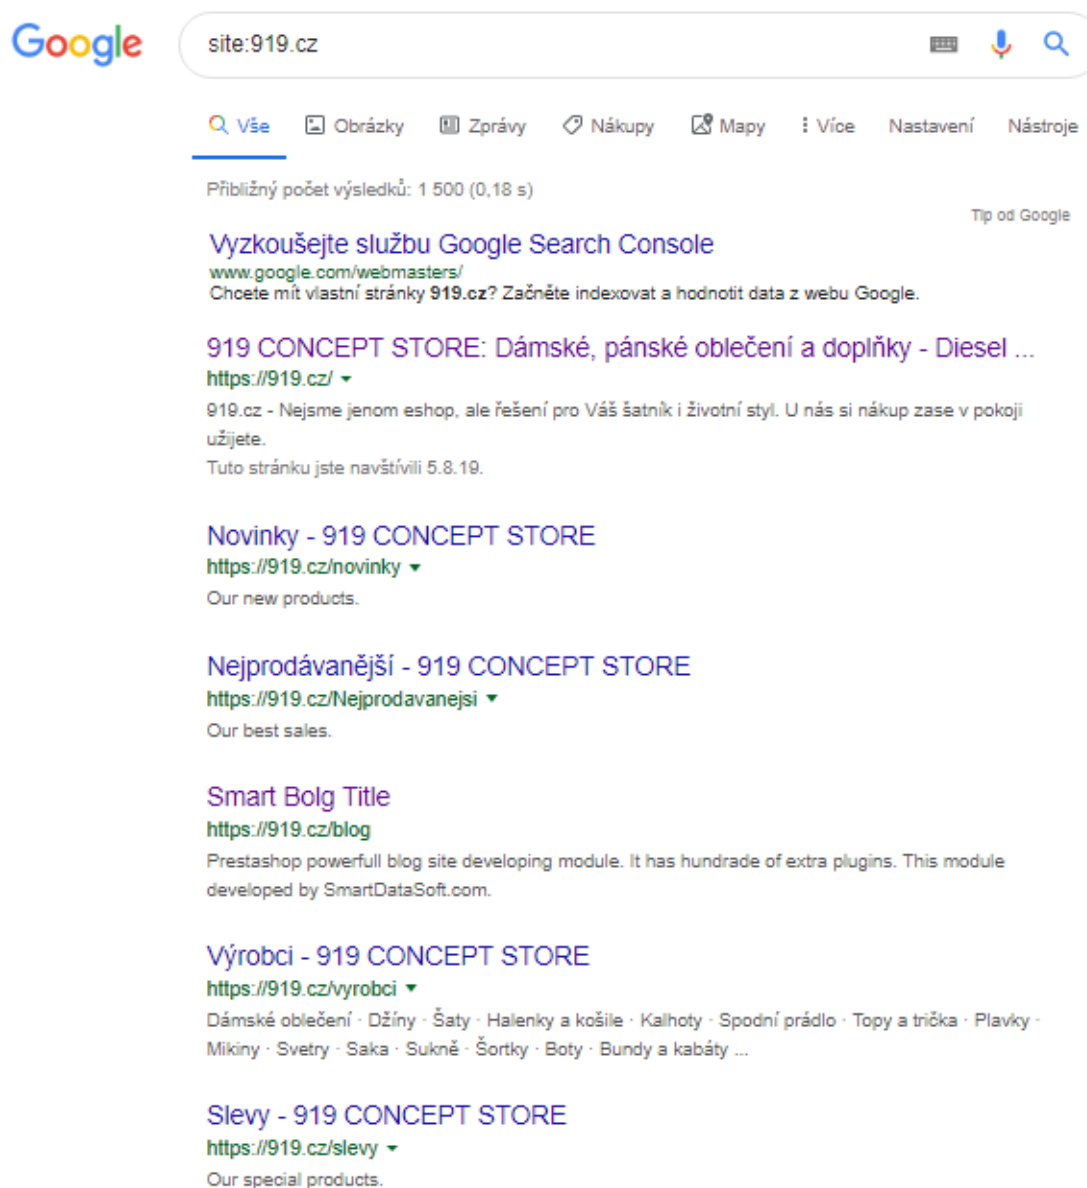 Google
site:919.cz
Vše Obrázky Zprávy Nákupy Mapy Více Nastavení Nástroje
Přibližný počet výsledků: 1 500 (0,18 s)
Tip od Google
Vyzkoušejte službu Google Search Console
www.google.com/webmasters/
Chcete mít vlastní stránky 919.cz? Začněte indexovat a hodnotit data z webu Google.
919 CONCEPT STORE: Dámské, pánské oblečení a doplňky - Diesel ...
https://919.cz/
919.cz - Nejsme jenom eshop, ale řešení pro Váš šatník i životní styl. U nás si nákup zase v pokoji
užijete.
Tuto stránku jste navštívili 5.8.19.
Novinky - 919 CONCEPT STORE
https://919.cz/novinky
Our new products.
Nejprodávanější - 919 CONCEPT STORE
https://919.cz/Nejprodavanejsi
Our best sales.
Smart Bolg Title
https://919.cz/blog
Prestashop powerfull blog site developing module. It has hundrade of extra plugins. This module
developed by SmartDataSoft.com.
Výrobci - 919 CONCEPT STORE
https://919.cz/vyrobci
Dámské oblečení · Džíny · Šaty · Halenky a košile · Kalhoty · Spodní prádlo · Topy a trička · Plavky ·
Mikiny · Svetry · Saka · Sukně · Šortky · Boty · Bundy a kabáty ...
Slevy - 919 CONCEPT STORE
https://919.cz/slevy
Our special products.